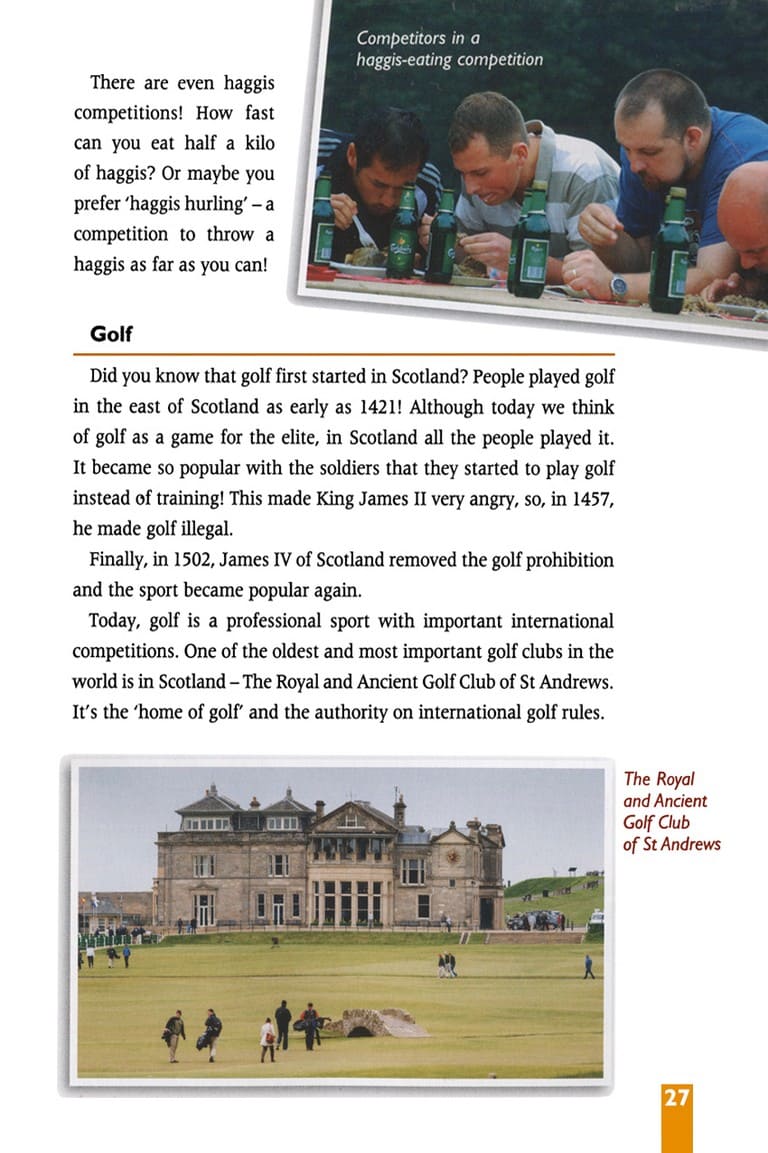 Competitors in a
haggis-eating competition
There are even haggis
competitions! How fast
can you eat half a kilo
of haggis? Or maybe you
prefer ‘haggis hurling’ – a
competition to throw a
haggis as far as you can!
Golf
Did you know that golf first started in Scotland? People played golf
in the east of Scotland as early as 1421! Although today we think
of golf as a game for the elite, in Scotland all the people played it.
It became so popular with the soldiers that they started to play golf
instead of training! This made King James II very angry, so, in 1457,
he made golf illegal.
Finally, in 1502, James IV of Scotland removed the golf prohibition
and the sport became popular again.
Today, golf is a professional sport with important international
competitions. One of the oldest and most important golf clubs in the
world is in Scotland – The Royal and Ancient Golf Club of St Andrews.
It’s the ‘home of golf’ and the authority on international golf rules.
The Royal
and Ancient
Golf Club
of St Andrews
27